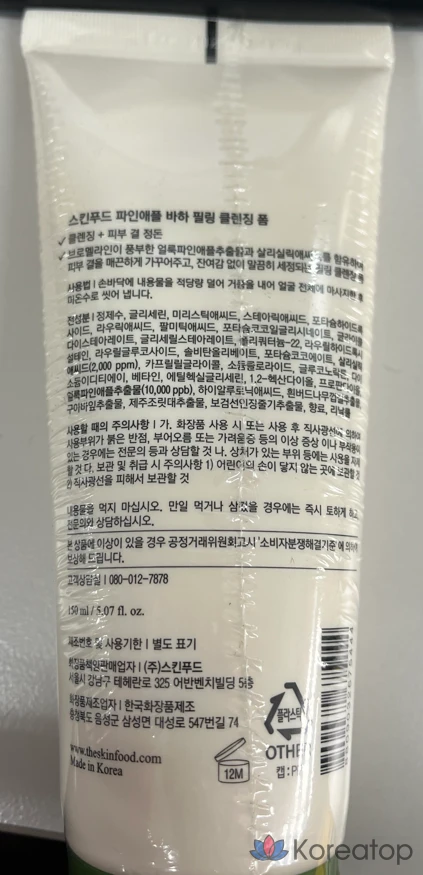 스킨푸드 파인애플 바하 필링 클렌징 폼
클렌징 + 피부 결 정돈
브로멜라인이 풍부한 얼룩파인애플추출물과 살리실릭애씨드를 함유하여
피부 결을 매끈하게 가꾸어주고, 잔여감 없이 말끔히 세정되는 필링 클렌징 폼
사용법 | 손바닥에 내용물을 적당량 덜어 거품을 내어 얼굴 전체에 마사지한 후
미온수로 씻어 냅니다.
전성분 | 정제수, 글리세린, 미리스틱애씨드, 스테아릭애씨드, 포타슘하이드록
사이드, 라우릭애씨드, 팔미틱애씨드, 포타슘코코일글리시네이트, 글라이콜
다이스테아레이트, 글리세릴스테아레이트, 폴리쿼터늄-22, 라우릴하이드록시
설테인, 라우릴글루코사이드, 솔비탄올리베이트, 포타슘코코에이트, 살리실릭
애씨드(2,000 ppm), 카프릴릴글라이콜, 소듐클로라이드, 글루코노락톤, 다이
소듐이디티에이, 베타인, 에틸헥실글리세린, 1,2-헥산다이올, 프로판다이올,
얼룩파인애플추출물(10,000 ppb), 하이알루로닉애씨드, 흰버드나무껍질추출물,
구아바잎추출물, 제주조릿대추출물, 보검선인장줄기추출물, 향료, 리날룰
사용할 때의 주의사항 | 가. 화장품 사용 시 또는 사용 후 직사광선에 의하여
사용부위가 붉은 반점, 부어오름 또는 가려움증 등의 이상 증상이나 부작용이
있는 경우에는 전문의 등과 상담할 것 나. 상처가 있는 부위 등에는 사용을 자제
할 것 다. 보관 및 취급 시 주의사항 1) 어린이의 손이 닿지 않는 곳에 보관할 것
2) 직사광선을 피해서 보관할 것
내용물을 먹지 마십시오. 만일 먹거나 삼켰을 경우에는 즉시 토하게 하고,
전문의와 상담하십시오.
본 상품에 이상이 있을 경우 공정거래위원회고시 '소비자분쟁해결기준'에 의하여
보상해 드립니다.
고객상담실 | 080-012-7878
150 ml / 5.07 fl. oz.
제조번호 및 사용기한 | 별도 표기
화장품책임판매업자 | (주)스킨푸드
서울시 강남구 테헤란로 325 어반벤치빌딩 5층
화장품제조업자 | 한국화장품제조
충청북도 음성군 삼성면 대성로 547번길 74
www.theskinfood.com
Made in Korea
12M
플라스틱
OTHER
캡 : PP
Koreatop